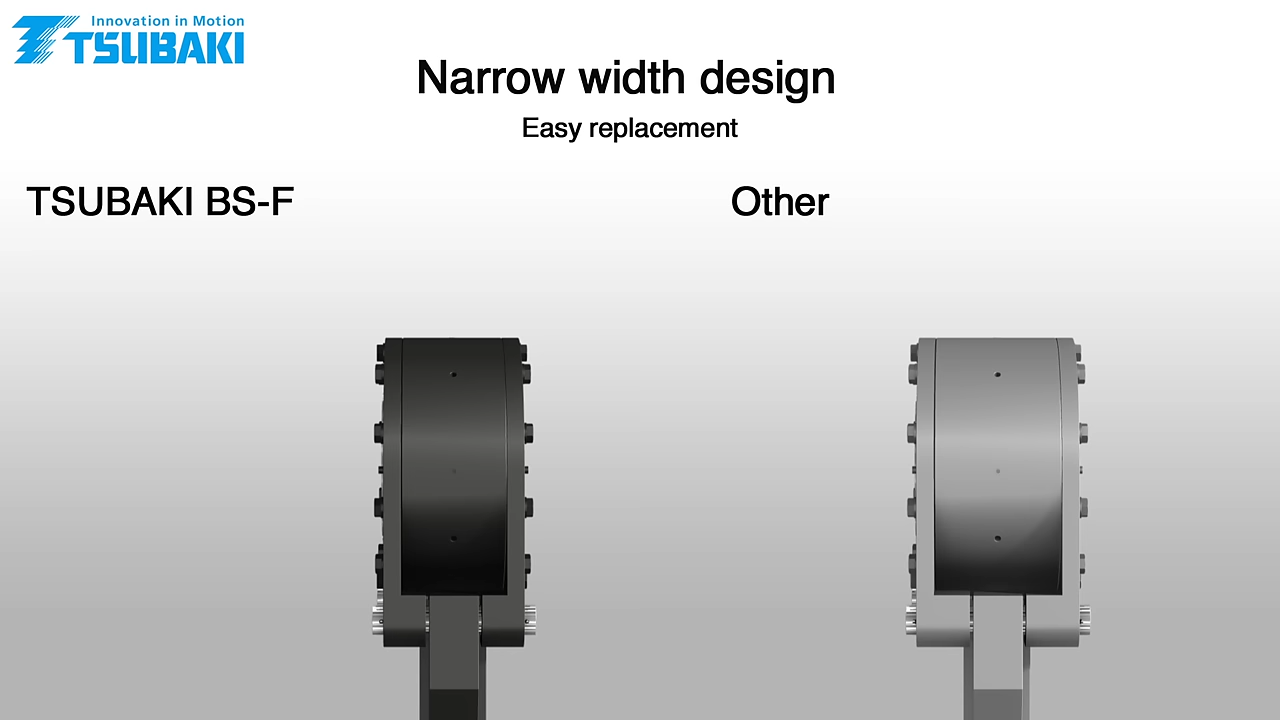 Innovation in Motion
TSUBAKI
Narrow width design
Easy replacement
TSUBAKI BS-F
Other